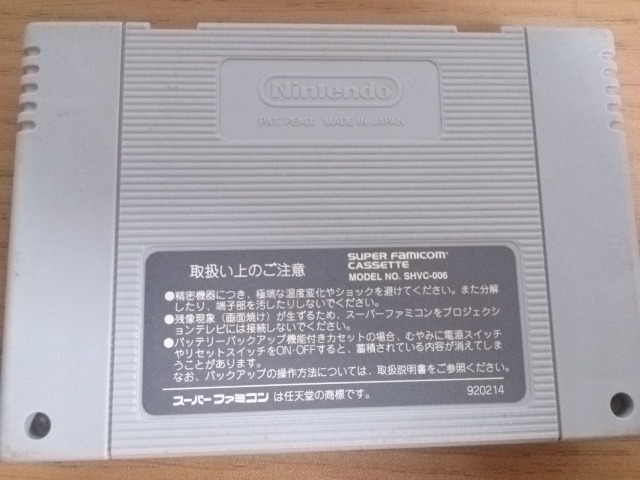 Nintendo
PAT. PEND. MADE IN JAPAN
取扱い上のご注意
SUPER Famicom
CASSETTE
MODEL NO. SHVC-006
●精密機器につき、極端な温度変化やショックを避けてください。また分解
したり、端子部を汚したりしないでください。
●残像現象（画面焼け）が生ずるため、スーパーファミコンをプロジェクシ
ョンテレビには接続しないでください。
●バッテリーバックアップ機能付きカセットの場合、むやみに電源スイッチ
やリセットスイッチをON・OFFすると、蓄積されている内容が消えてしま
うことがあります。
なお、バックアップの操作方法については、取扱説明書をご参照ください。
スーパーファミコン は任天堂の商標です。
920214